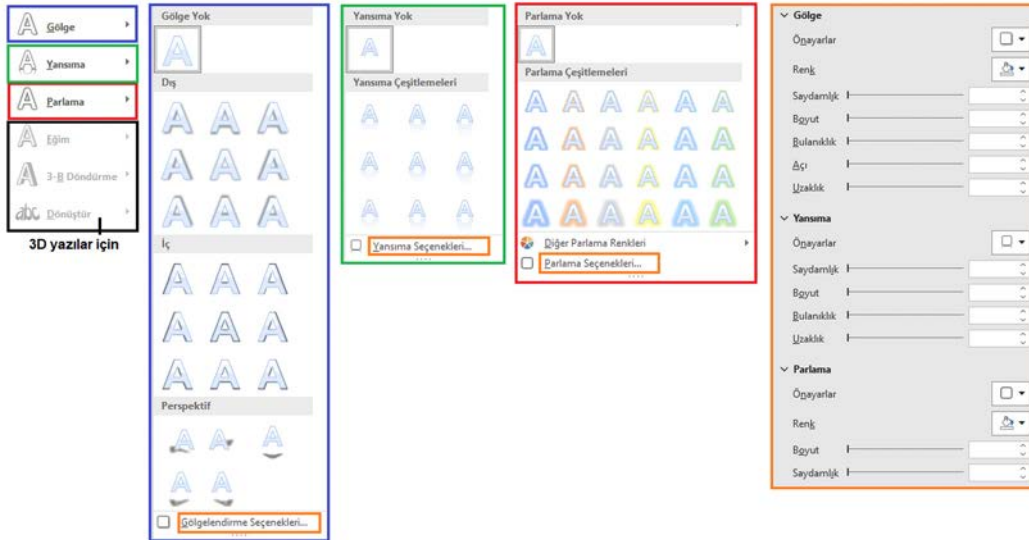 Gölge
Yansıma
Parlama
Eğim
3-B Döndürme
Dönüştür
3D yazılar için
Gölge Yok
Dış
İç
Perspektif
Gölgelendirme Seçenekleri...
Yansıma Yok
Yansıma Çeşitlemeleri
Yansıma Seçenekleri...
Parlama Yok
Parlama Çeşitlemeleri
Diğer Parlama Renkleri
Parlama Seçenekleri...
Gölge
Önayarlar
Renk
Saydamlık
Boyut
Bulanıklık
Açı
Uzaklık
Yansıma
Önayarlar
Saydamlık
Boyut
Bulanıklık
Uzaklık
Parlama
Önayarlar
Renk
Boyut
Saydamlık